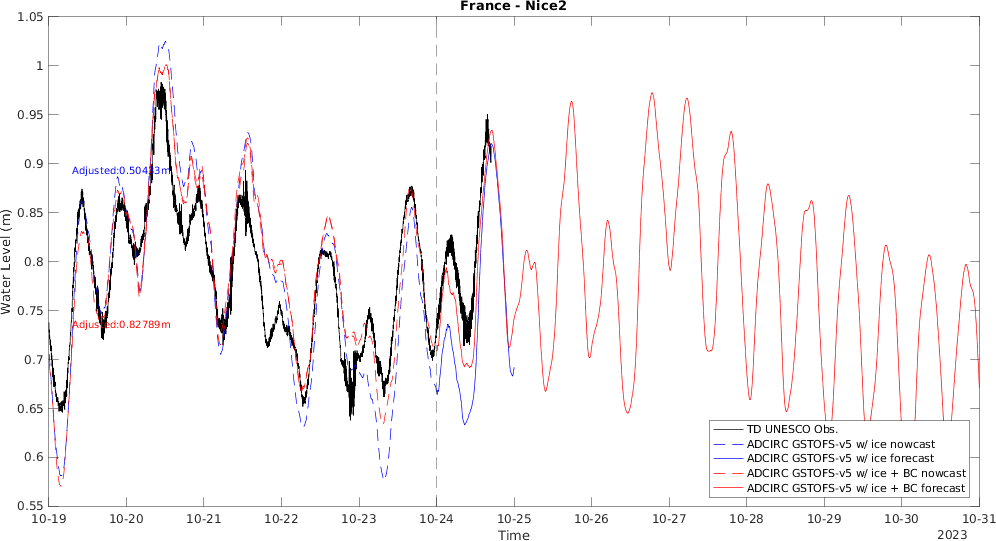 France - Nice2
1.05
1
0.95
0.9
0.85
0.8
0.75
0.7
0.65
0.6
0.55
Water Level (m)
Adjusted:0.50423m
Adjusted:0.82789m
TD UNESCO Obs.
ADCIRC GSTOFS-v5 w/ ice nowcast
ADCIRC GSTOFS-v5 w/ ice forecast
ADCIRC GSTOFS-v5 w/ ice + BC nowcast
ADCIRC GSTOFS-v5 w/ ice + BC forecast
10-19 10-20 10-21 10-22 10-23 10-24 10-25 10-26 10-27 10-28 10-29 10-30 10-31
Time
2023